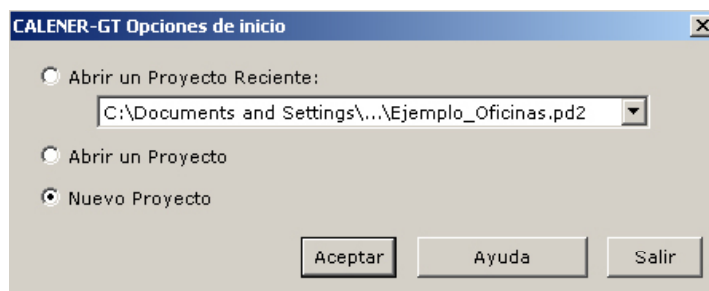 CALENER-GT Opciones de inicio
Abrir un Proyecto Reciente:
C:\Documents and Settings\...\Ejemplo_Oficinas.pd2
Abrir un Proyecto
Nuevo Proyecto
Aceptar Ayuda Salir